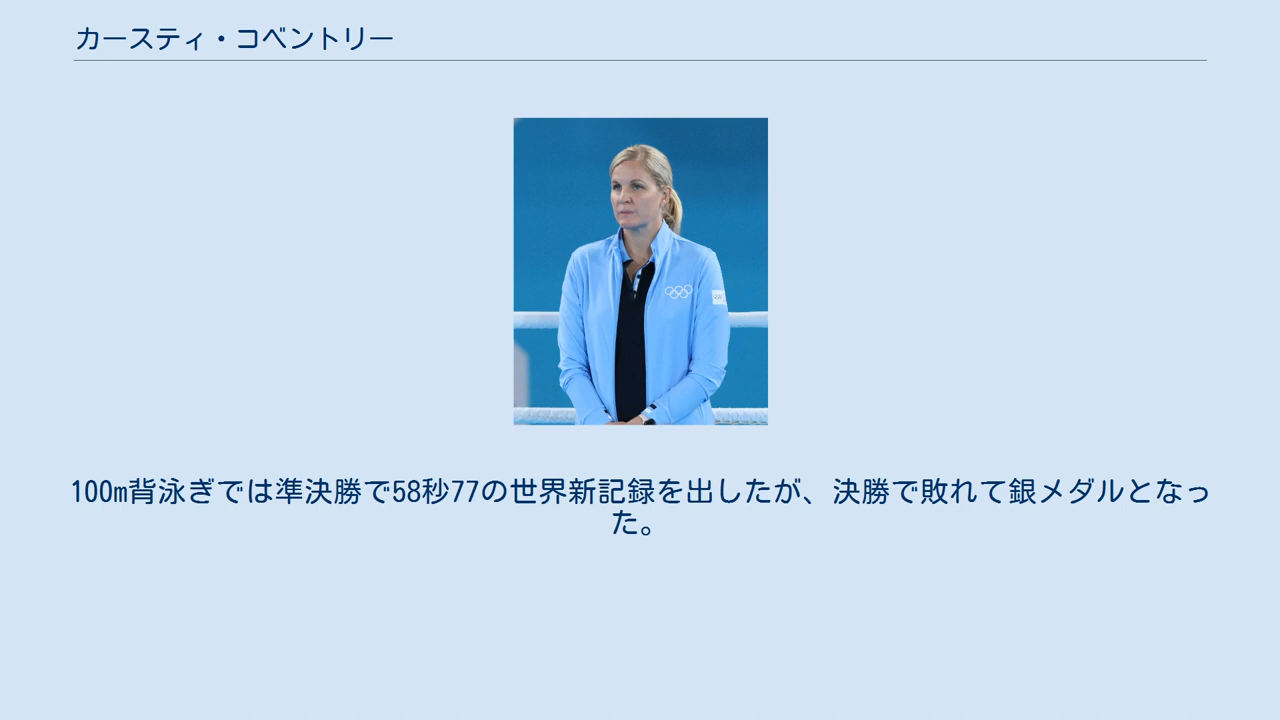 カースティ・コベントリー
100m背泳ぎでは準決勝で58秒77の世界新記録を出したが、決勝で敗れて銀メダルとなっ
た。